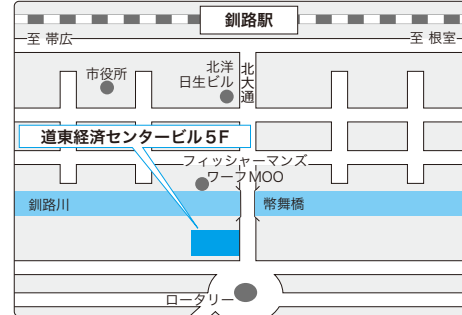 釧路駅
至 帯広
至 根室
市役所
北洋
日生ビル
北大通
道東経済センタービル5F
フィッシャーマンズ
ワーフMOO
釧路川
幣舞橋
ロータリー